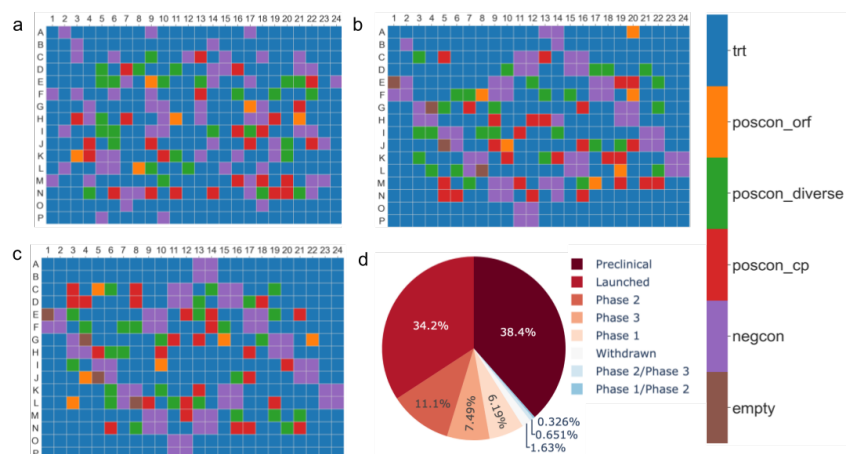 a
1 2 3 4 5 6 7 8 9 10 11 12 13 14 15 16 17 18 19 20 21 22 23 24
A
B
C
D
E
F
G
H
I
J
K
L
M
N
O
P
b
1 2 3 4 5 6 7 8 9 10 11 12 13 14 15 16 17 18 19 20 21 22 23 24
A
B
C
D
E
F
G
H
I
J
K
L
M
N
O
P
c
1 2 3 4 5 6 7 8 9 10 11 12 13 14 15 16 17 18 19 20 21 22 23 24
A
B
C
D
E
F
G
H
I
J
K
L
M
N
O
P
d
38.4%
34.2%
11.1%
7.49%
6.19%
0.326%
0.651%
1.63%
Preclinical
Launched
Phase 2
Phase 3
Phase 1
Withdrawn
Phase 2/Phase 3
Phase 1/Phase 2
trt
poscon_orf
poscon_diverse
poscon_cp
negcon
empty